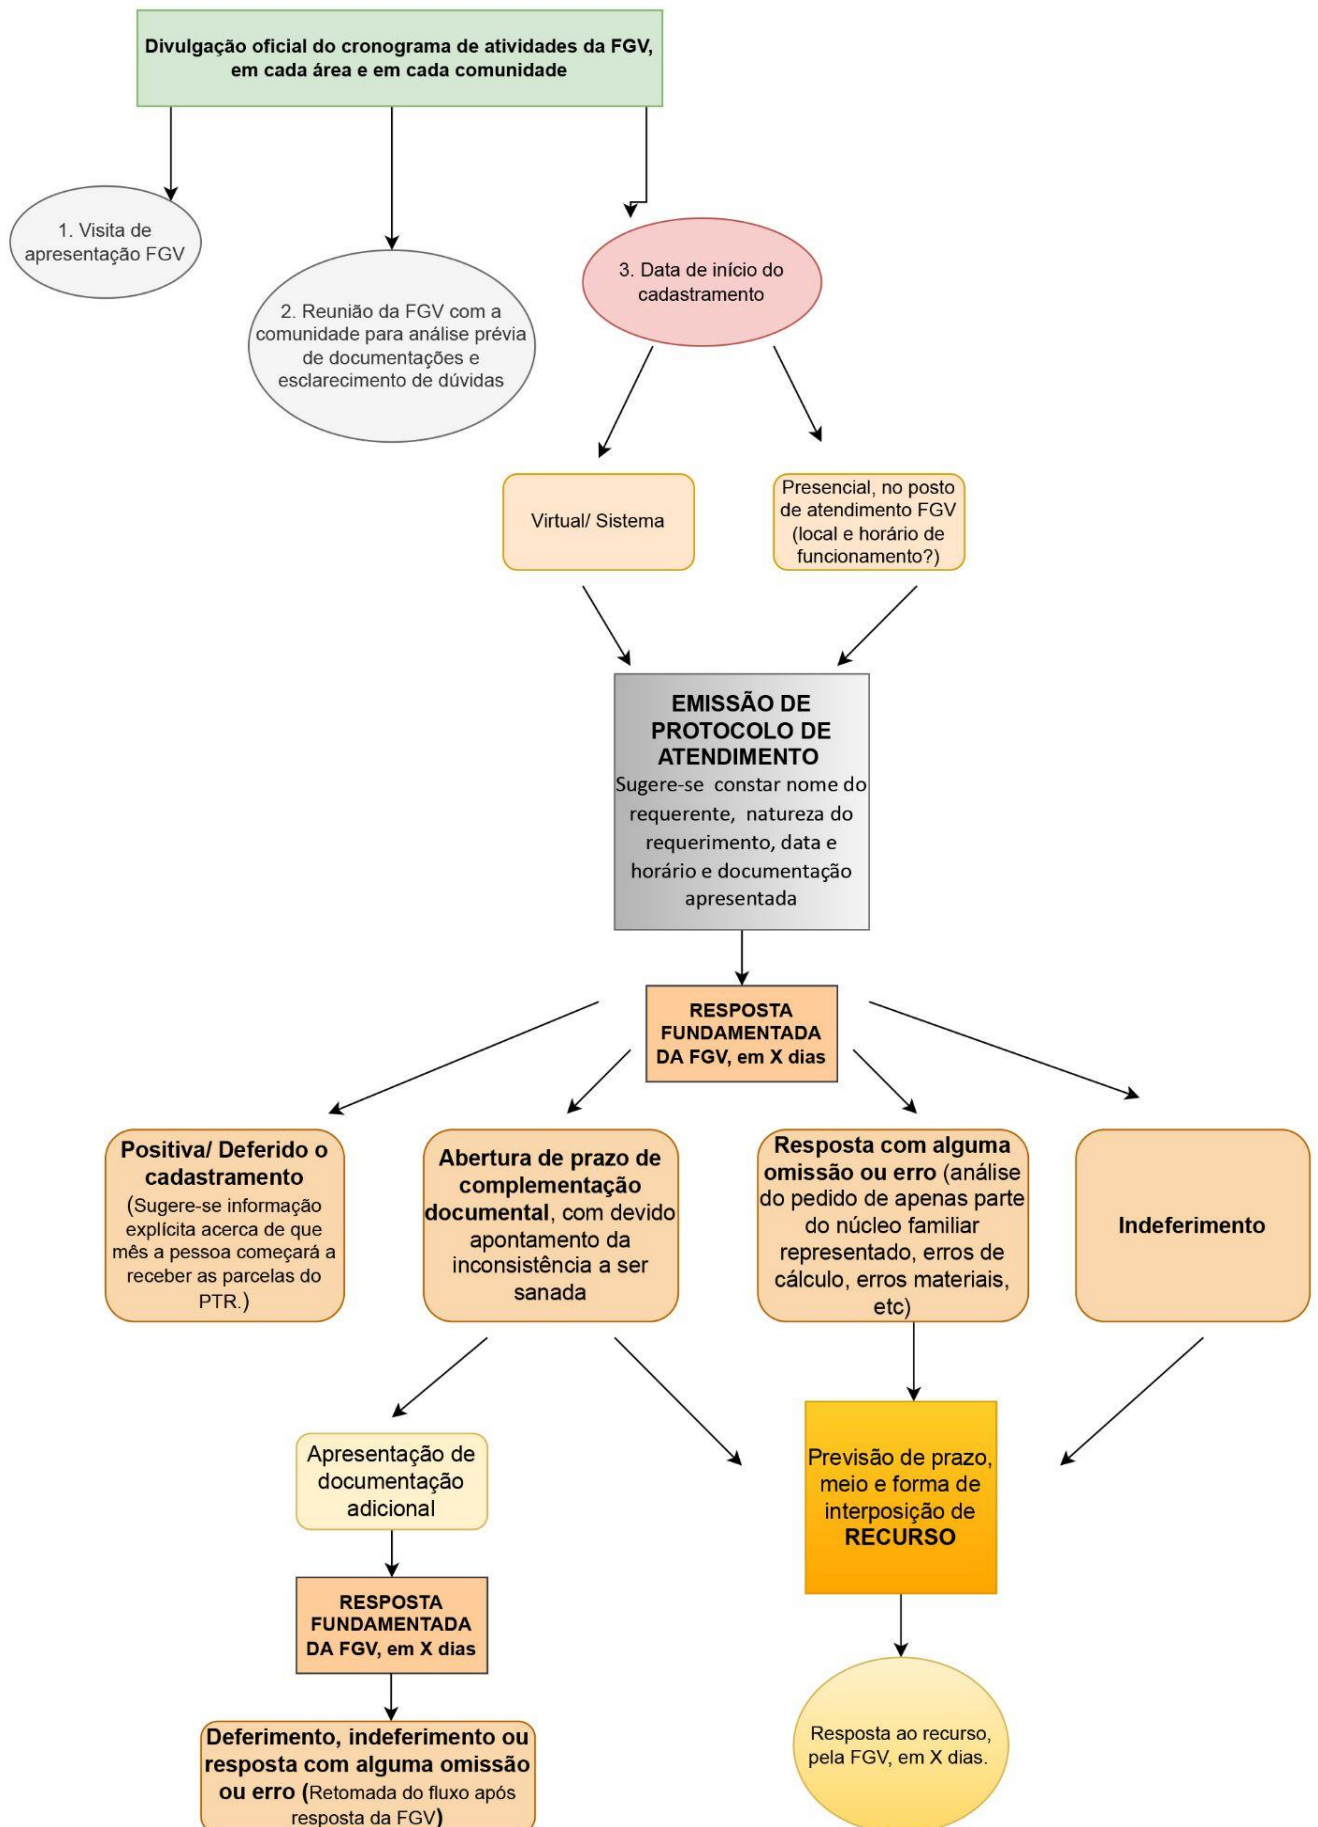 Divulgação oficial do cronograma de atividades da FGV,
em cada área e em cada comunidade
1. Visita de
apresentação FGV
2. Reunião da FGV com a
comunidade para análise prévia
de documentações e
esclarecimento de dúvidas
3. Data de início do
cadastramento
Virtual/ Sistema
Presencial, no posto
de atendimento FGV
(local e horário de
funcionamento?)
EMISSÃO DE
PROTOCOLO DE
ATENDIMENTO
Sugere-se constar nome do
requerente, natureza do
requerimento, data e
horário e documentação
apresentada
RESPOSTA
FUNDAMENTADA
DA FGV, em X dias
Positiva/ Deferido o
cadastramento
(Sugere-se informação
explícita acerca de que
mês a pessoa começará a
receber as parcelas do
PTR.)
Abertura de prazo de
complementação
documental, com devido
apontamento da
inconsistência a ser
sanada
Resposta com alguma
omissão ou erro (análise
do pedido de apenas parte
do núcleo familiar
representado, erros de
cálculo, erros materiais,
etc)
Indeferimento
Apresentação de
documentação
adicional
RESPOSTA
FUNDAMENTADA
DA FGV, em X dias
Deferimento, indeferimento ou
resposta com alguma omissão
ou erro (Retomada do fluxo após
resposta da FGV)
Previsão de prazo,
meio e forma de
interposição de
RECURSO
Resposta ao recurso,
pela FGV, em X dias.